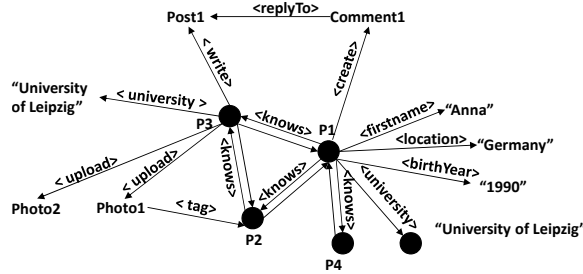 Post1
<replyTo>
Comment1
< write>
<create>
"University
of Leipzig"
< university >
P3
<knows>
P1
<firstname>
"Anna"
<location>
"Germany"
<birthYear>
"1990"
< upload>
< upload>
<knows>
<knows>
<knows>
<university>
Photo2
Photo1
< tag>
P2
P4
"University of Leipzig'